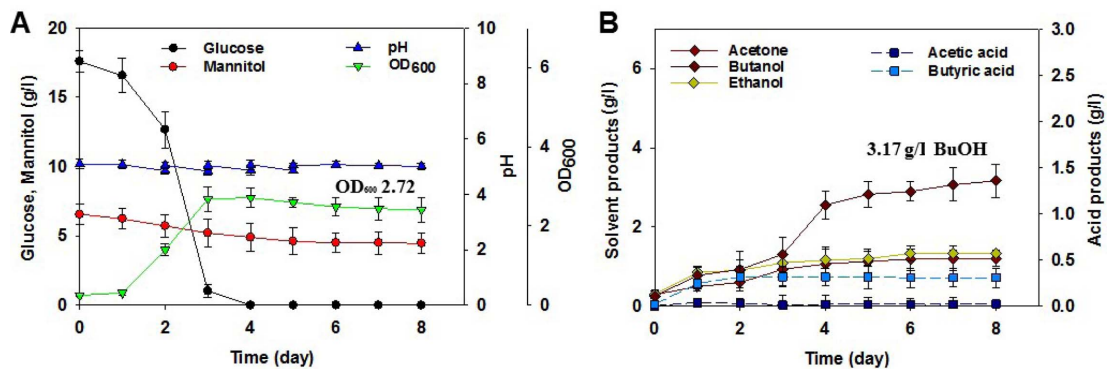 A
20
15
10
5
0
Glucose, Mannitol (g/l)
Glucose
Mannitol
pH
OD600
OD600 2.72
0 2 4 6 8
Time (day)
10
8
6
4
2
0
pH
6
4
2
0
OD600
B
6
4
2
0
Solvent products (g/l)
Acetone
Butanol
Ethanol
Acetic acid
Butyric acid
3.17 g/l BuOH
0 2 4 6 8
Time (day)
3.0
2.5
2.0
1.5
1.0
0.5
0.0
Acid products (g/l)